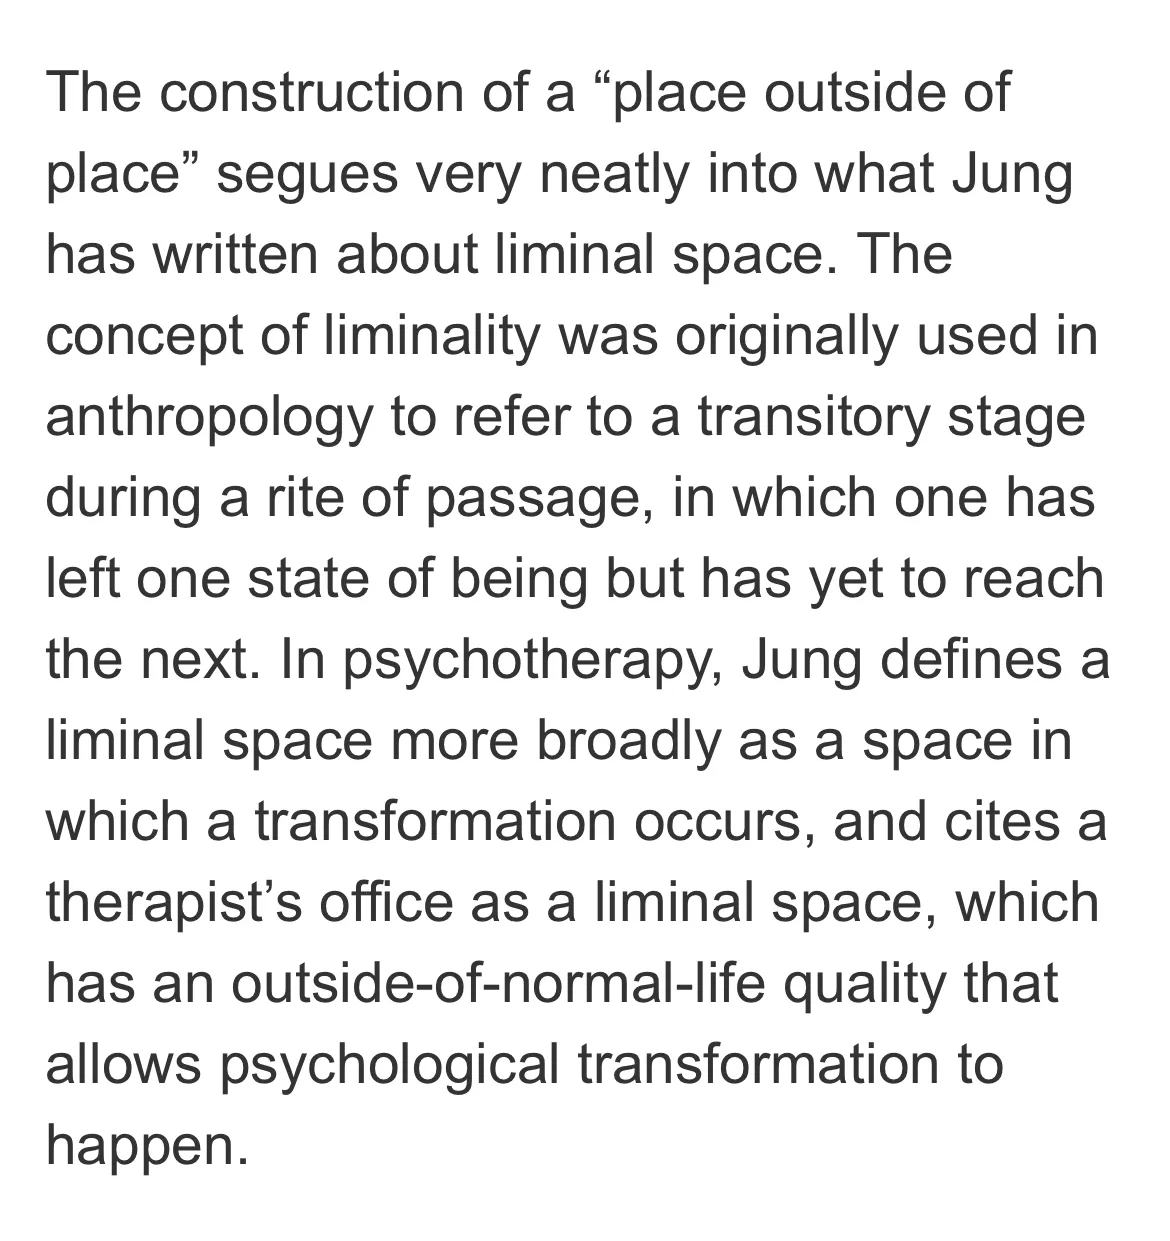 The construction of a “place outside of
place” segues very neatly into what Jung
has written about liminal space. The
concept of liminality was originally used in
anthropology to refer to a transitory stage
during a rite of passage, in which one has
left one state of being but has yet to reach
the next. In psychotherapy, Jung defines a
liminal space more broadly as a space in
which a transformation occurs, and cites a
therapist’s office as a liminal space, which
has an outside-of-normal-life quality that
allows psychological transformation to
happen.